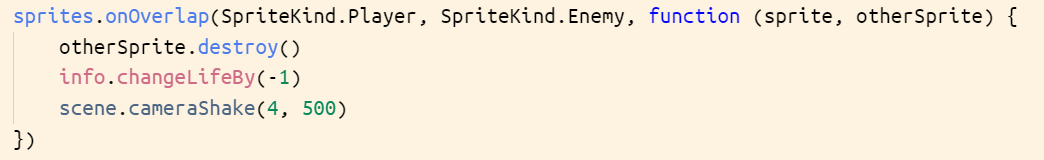 sprites.onOverlap(SpriteKind.Player, SpriteKind.Enemy, function (sprite, otherSprite) {
    otherSprite.destroy()
    info.changeLifeBy(-1)
    scene.cameraShake(4, 500)
})